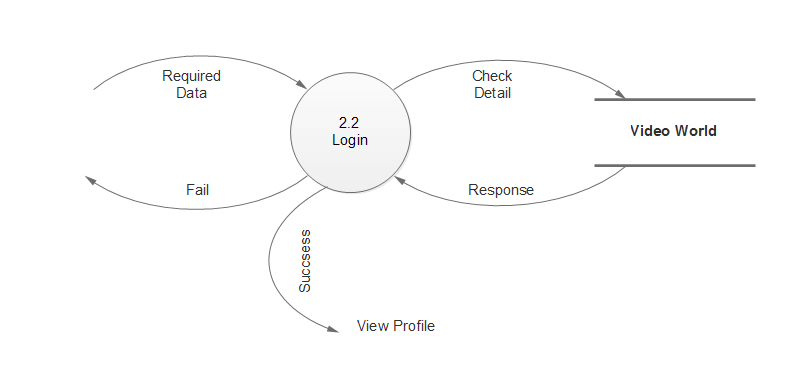 Required
Data
Check
Detail
2.2
Login
Video World
Fail
Response
Succsess
View Profile